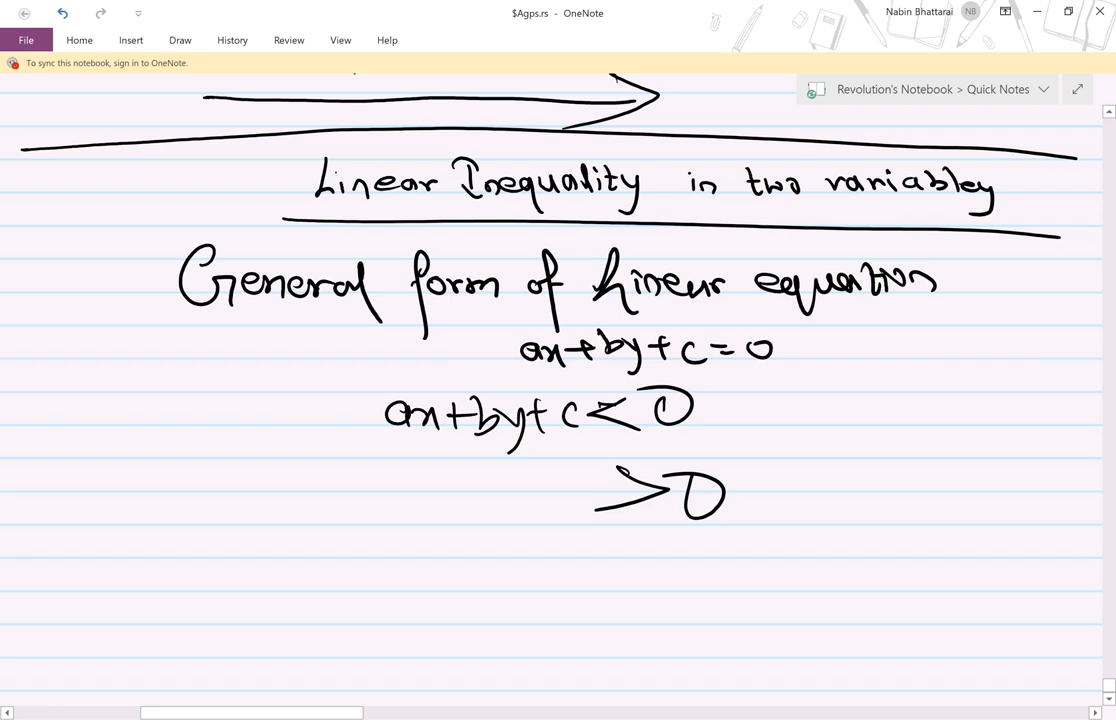 $Agps.rs - OneNote
Nabin Bhattarai NB
File Home Insert Draw History Review View Help
To sync this notebook, sign in to OneNote.
Revolution's Notebook > Quick Notes
Linear Inequality in two variables
General form of Linear equation
ax+by+c=0
ax+by+c<0
>0